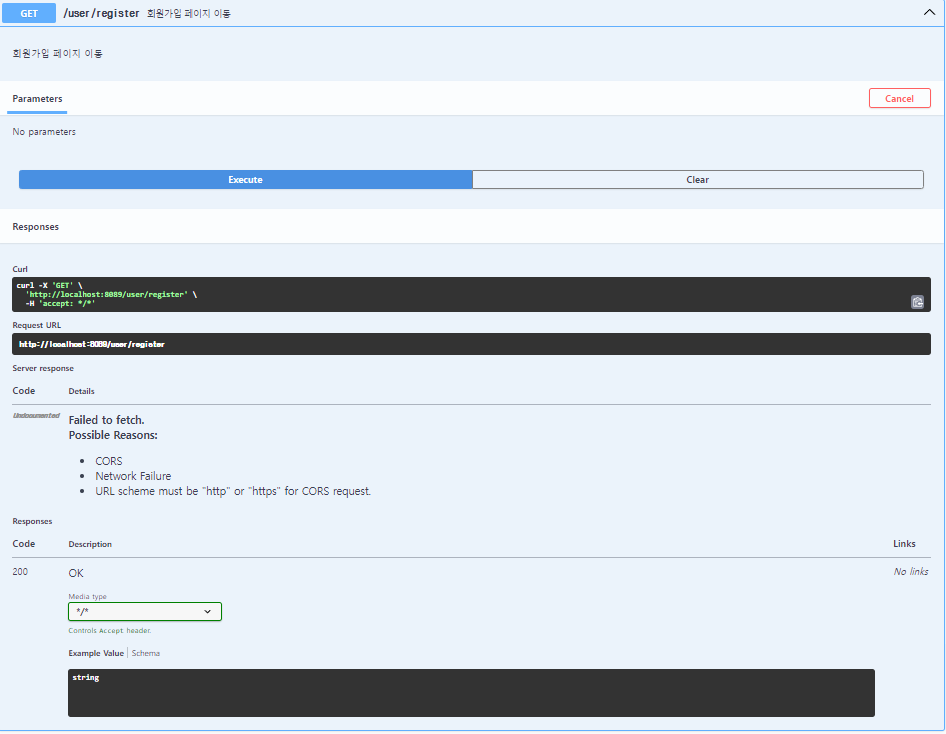 GET /user/register 회원가입 페이지 이동
회원가입 페이지 이동
Parameters Cancel
No parameters
Execute Clear
Responses
Curl
curl -X 'GET' \
'http://localhost:8089/user/register' \
-H 'accept: */*'
Request URL
http://localhost:8089/user/register
Server response
Code Details
Undocumented Failed to fetch.
Possible Reasons:
• CORS
• Network Failure
• URL scheme must be "http" or "https" for CORS request.
Responses
Code Description Links
200 OK No links
Media type
*/*
Controls Accept header.
Example Value Schema
string